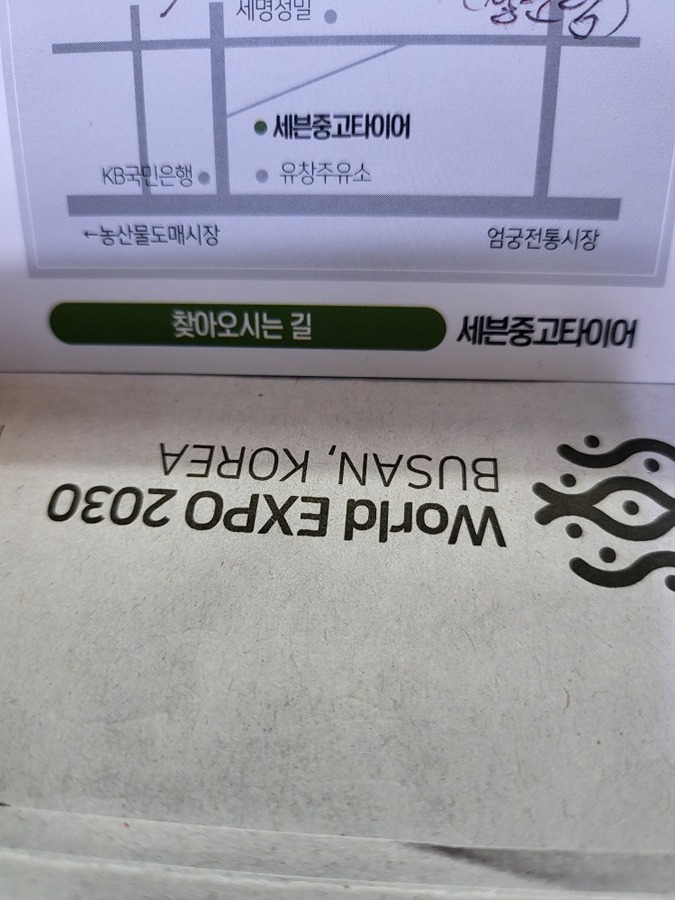 세명정밀
세븐중고타이어
KB국민은행
유창주유소
←농산물도매시장
엄궁전통시장
찾아오시는 길
세븐중고타이어
World EXPO 2030
BUSAN, KOREA